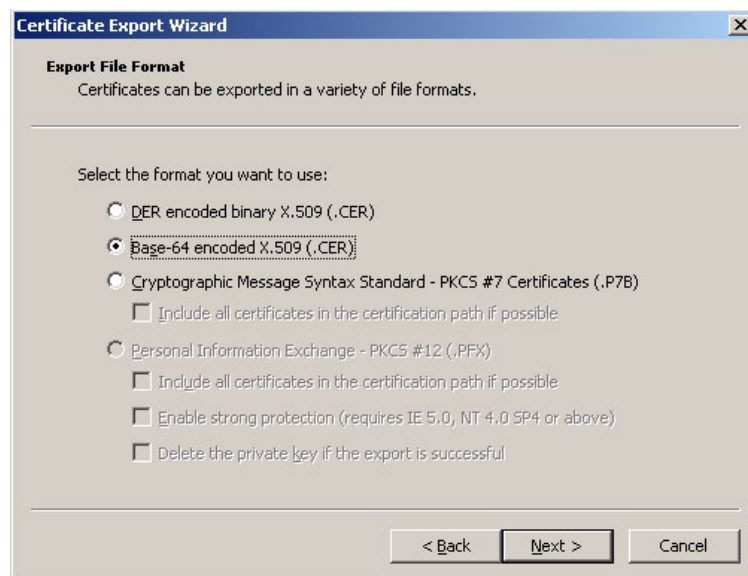 Certificate Export Wizard
Export File Format
Certificates can be exported in a variety of file formats.
Select the format you want to use:
DER encoded binary X.509 (.CER)
Base-64 encoded X.509 (.CER)
Cryptographic Message Syntax Standard - PKCS #7 Certificates (.P7B)
Include all certificates in the certification path if possible
Personal Information Exchange - PKCS #12 (.PFX)
Include all certificates in the certification path if possible
Enable strong protection (requires IE 5.0, NT 4.0 SP4 or above)
Delete the private key if the export is successful
< Back Next > Cancel